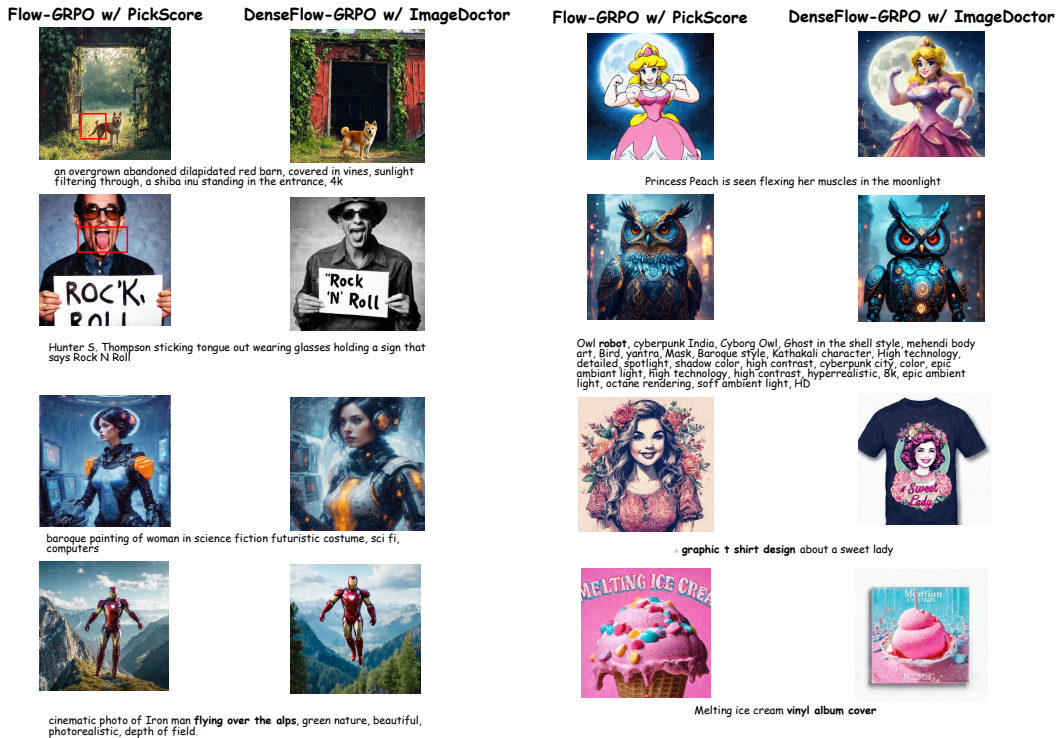 Flow-GRPO w/ PickScore
DenseFlow-GRPO w/ ImageDoctor
an overgrown abandoned dilapidated red barn, covered in vines, sunlight
filtering through, a shiba inu standing in the entrance, 4k
ROC'K,
ROLL
"Rock
'N' Roll
Hunter S. Thompson sticking tongue out wearing glasses holding a sign that
says Rock N Roll
baroque painting of woman in science fiction futuristic costume, sci fi,
computers
cinematic photo of Iron man flying over the alps, green nature, beautiful,
photorealistic, depth of field.
Flow-GRPO w/ PickScore
DenseFlow-GRPO w/ ImageDoctor
Princess Peach is seen flexing her muscles in the moonlight
Owl robot, cyberpunk India, Cyborg Owl, Ghost in the shell style, mehendi body
art, Bird, yantra, Mask, Baroque style, Kathakali character, High technology,
detailed, spotlight, shadow color, high contrast, cyberpunk city, color, epic
ambiant light, high technology, high contrast, hyperrealistic, 8k, epic ambient
light, octane rendering, soft ambient light, HD
Sweet
Lady
A graphic t shirt design about a sweet lady
MELTING ICE CREA
ice cream
Melting ice cream vinyl album cover